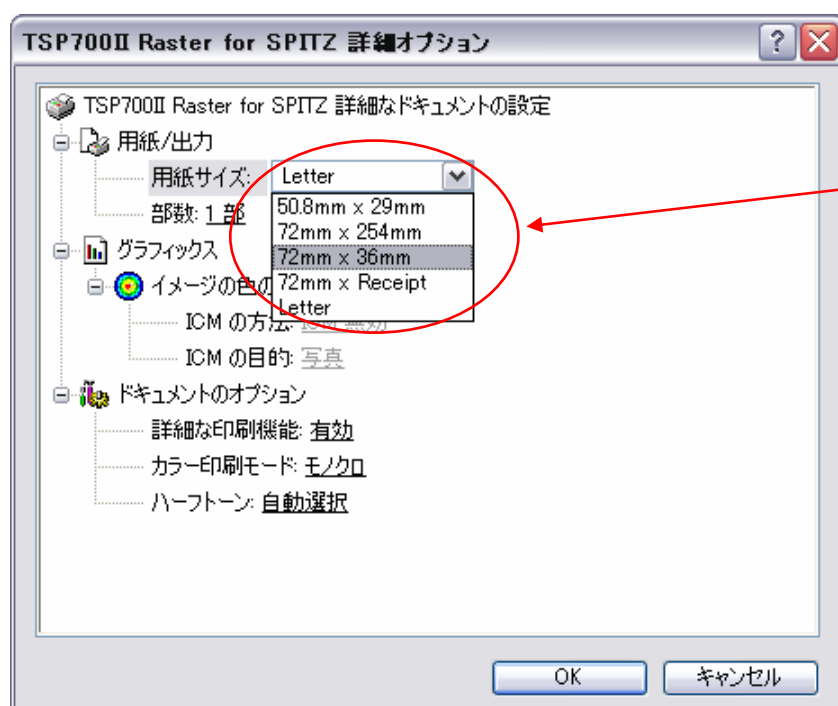 TSP700Ⅱ Raster for SPITZ 詳細オプション
TSP700Ⅱ Raster for SPITZ 詳細なドキュメントの設定
用紙/出力
用紙サイズ: Letter
部数: 1 部
50.8mm x 29mm
72mm x 254mm
72mm x 36mm
72mm x Receipt
Letter
グラフィックス
イメージの色の
ICM の方法: ICM 無効
ICM の目的: 写真
ドキュメントのオプション
詳細な印刷機能: 有効
カラー印刷モード: モノクロ
ハーフトーン: 自動選択
OK
キャンセル